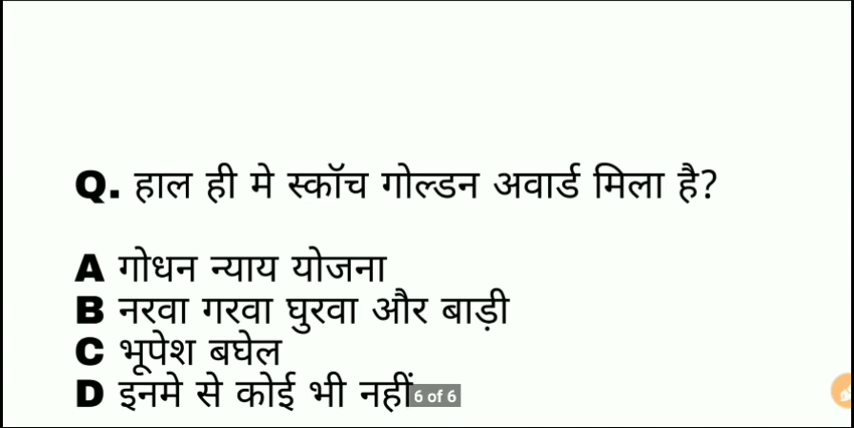 Q. हाल ही मे स्कॉच गोल्डन अवार्ड मिला है?
A गोधन न्याय योजना
B नरवा गरवा घुरवा और बाड़ी
C भूपेश बघेल
D इनमे से कोई भी नहीं
6 of 6